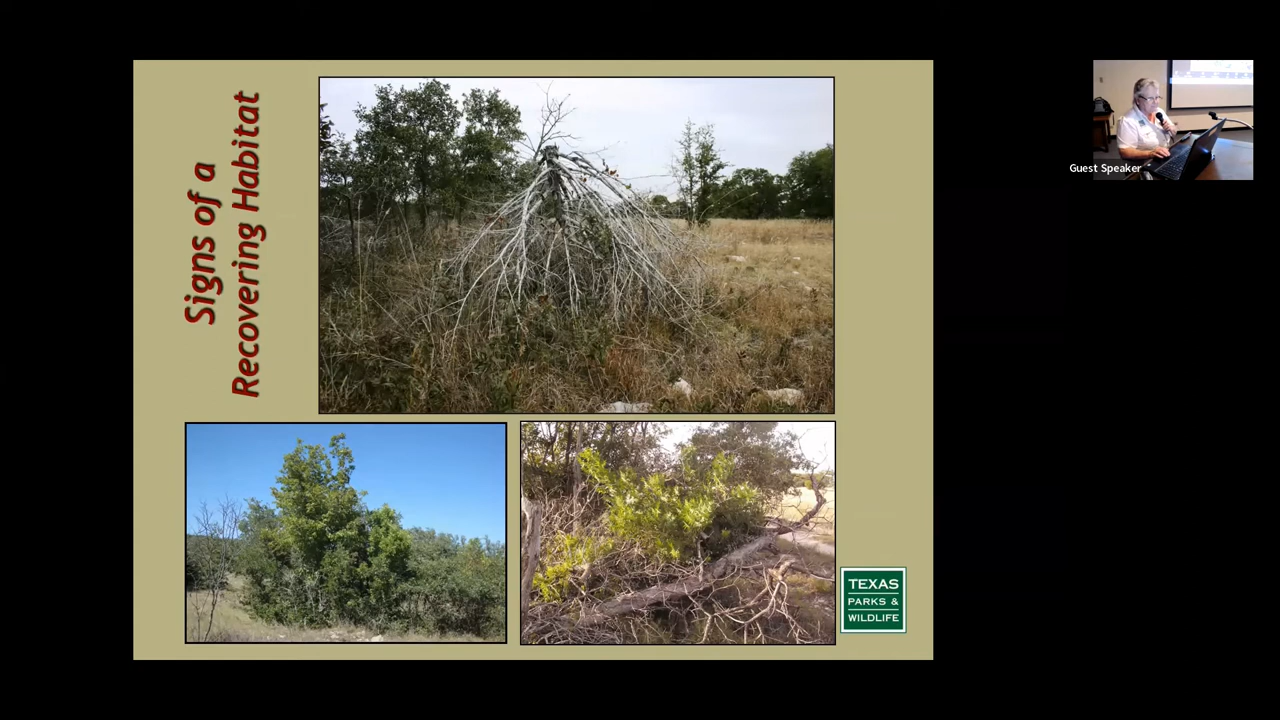 Signs of a
Recovering Habitat
TEXAS
PARKS &
WILDLIFE
Guest Speaker